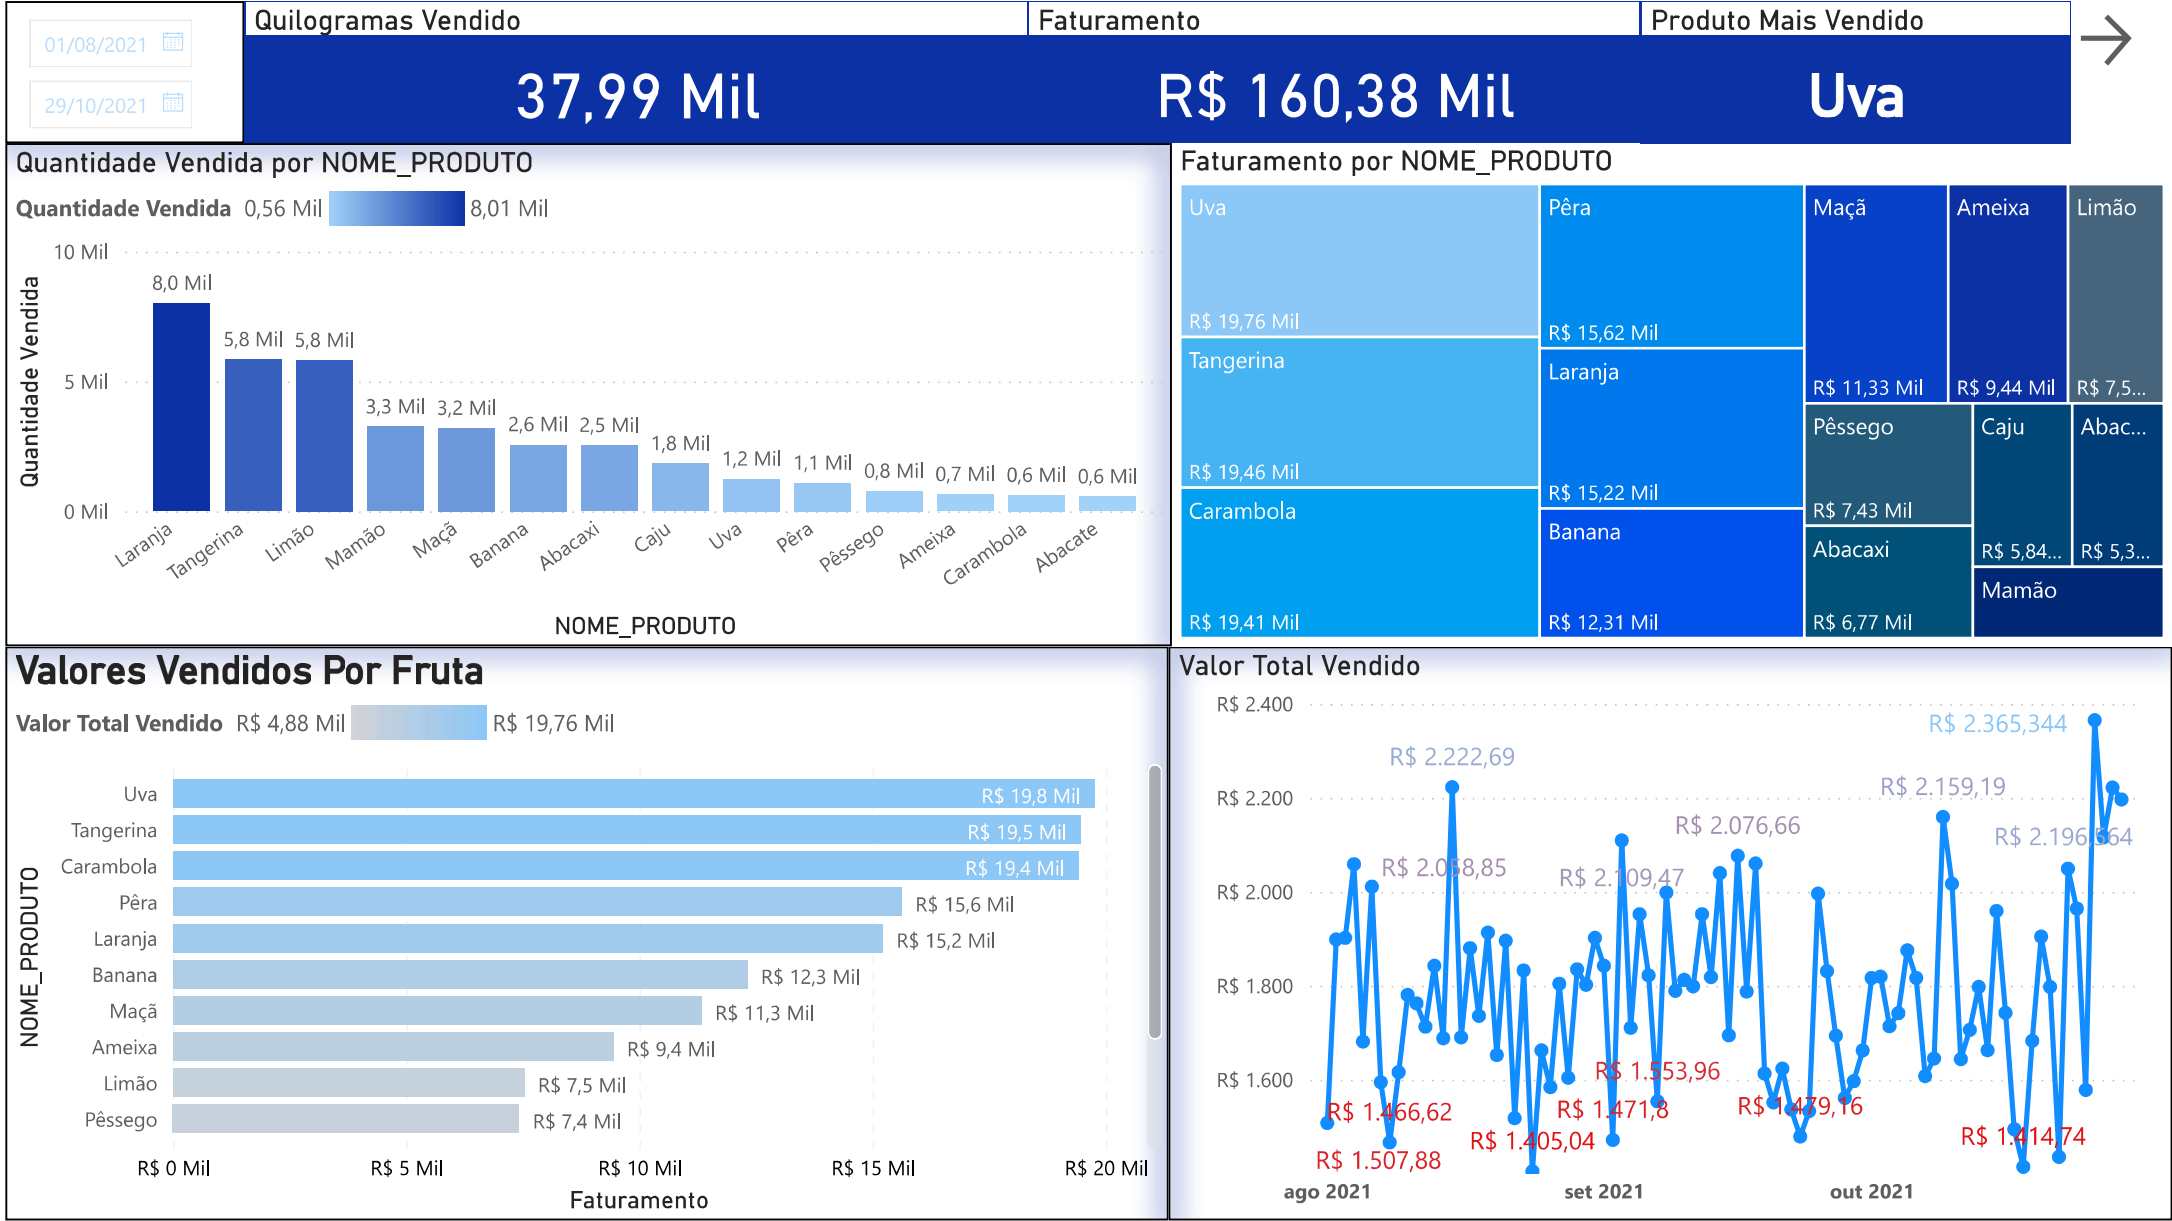 01/08/2021
29/10/2021
Quilogramas Vendido
37,99 Mil
Faturamento
R$ 160,38 Mil
Produto Mais Vendido
Uva
Quantidade Vendida por NOME_PRODUTO
Quantidade Vendida 0,56 Mil 8,01 Mil
Quantidade Vendida
10 Mil
5 Mil
0 Mil
8,0 Mil
5,8 Mil
5,8 Mil
3,3 Mil
3,2 Mil
2,6 Mil
2,5 Mil
1,8 Mil
1,2 Mil
1,1 Mil
0,8 Mil
0,7 Mil
0,6 Mil
0,6 Mil
Laranja
Tangerina
Limão
Mamão
Maçã
Banana
Abacaxi
Caju
Uva
Pêra
Pêssego
Ameixa
Carambola
Abacate
NOME_PRODUTO
Faturamento por NOME_PRODUTO
Uva
R$ 19,76 Mil
Tangerina
R$ 19,46 Mil
Carambola
R$ 19,41 Mil
Pêra
R$ 15,62 Mil
Laranja
R$ 15,22 Mil
Banana
R$ 12,31 Mil
Maçã
R$ 11,33 Mil
Ameixa
R$ 9,44 Mil
Limão
R$ 7,5...
Pêssego
R$ 7,43 Mil
Abacaxi
R$ 6,77 Mil
Caju
R$ 5,84...
Abac...
R$ 5,3...
Mamão
Valores Vendidos Por Fruta
Valor Total Vendido R$ 4,88 Mil R$ 19,76 Mil
NOME_PRODUTO
Uva R$ 19,8 Mil
Tangerina R$ 19,5 Mil
Carambola R$ 19,4 Mil
Pêra R$ 15,6 Mil
Laranja R$ 15,2 Mil
Banana R$ 12,3 Mil
Maçã R$ 11,3 Mil
Ameixa R$ 9,4 Mil
Limão R$ 7,5 Mil
Pêssego R$ 7,4 Mil
R$ 0 Mil R$ 5 Mil R$ 10 Mil R$ 15 Mil R$ 20 Mil
Faturamento
Valor Total Vendido
R$ 2.400
R$ 2.200
R$ 2.000
R$ 1.800
R$ 1.600
R$ 2.365,344
R$ 2.222,69
R$ 2.159,19
R$ 2.076,66
R$ 2.196,564
R$ 2.058,85
R$ 2.109,47
R$ 1.553,96
R$ 1.466,62
R$ 1.471,8
R$ 1.479,16
R$ 1.405,04
R$ 1.414,74
R$ 1.507,88
ago 2021 set 2021 out 2021